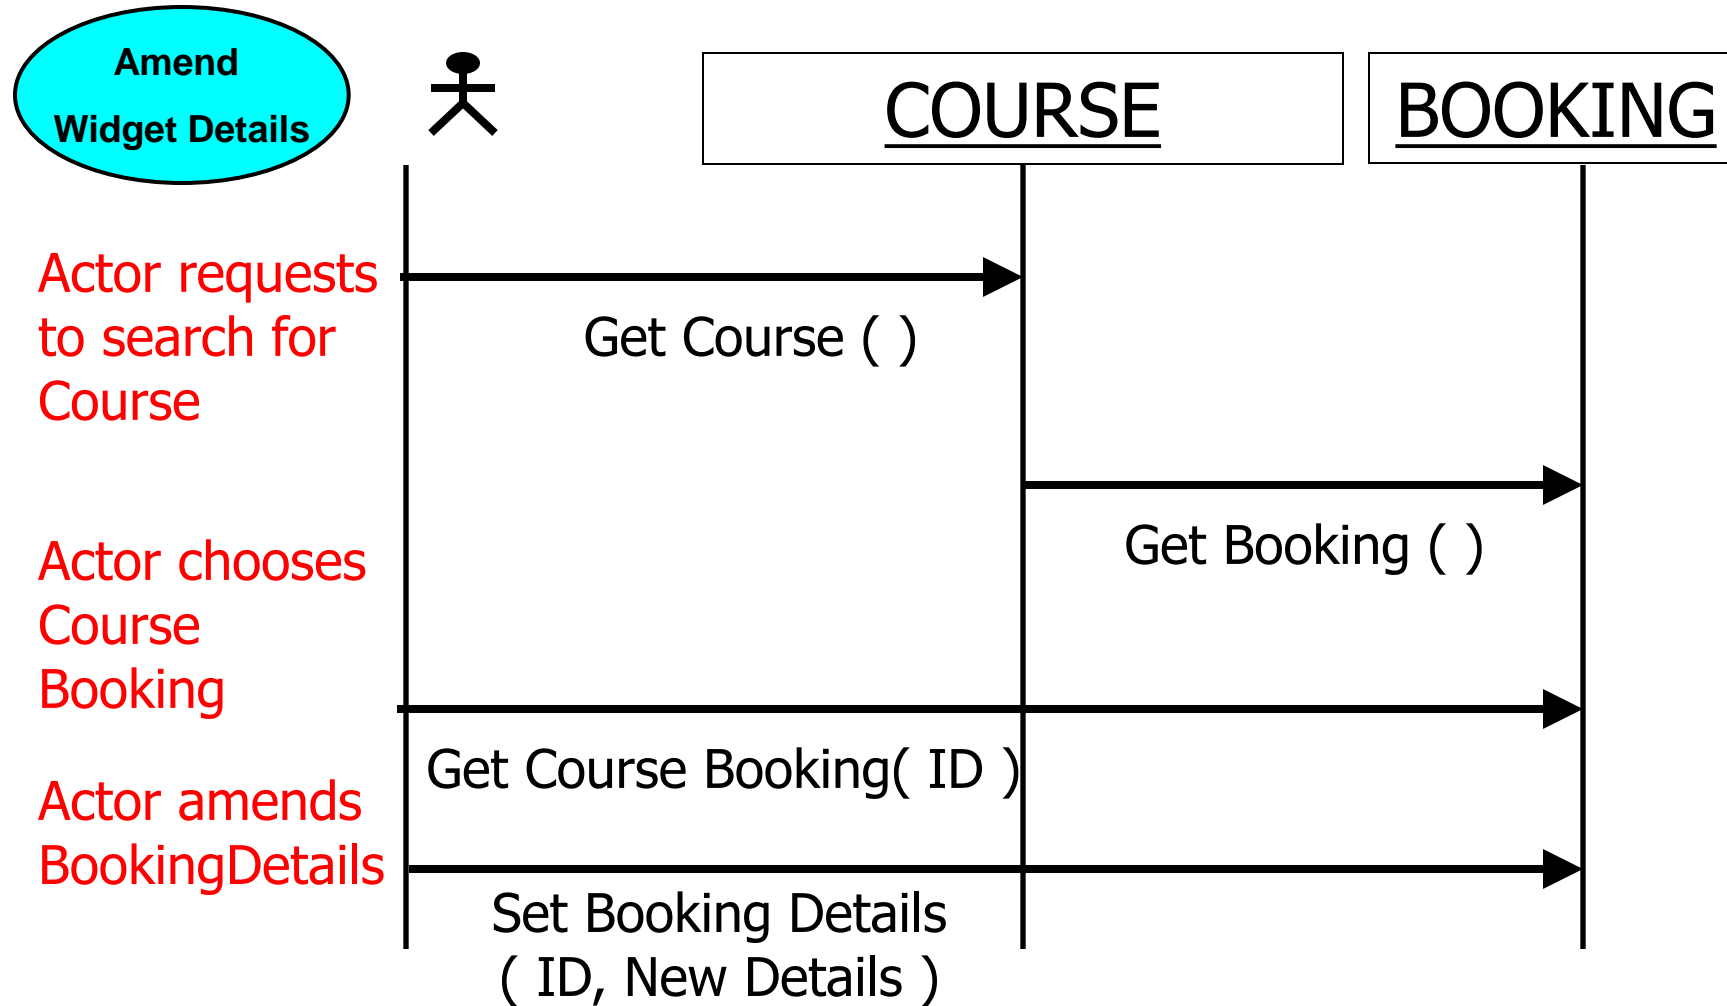 Amend
Widget Details
COURSE
BOOKING
Actor requests
to search for
Course
Get Course ( )
Get Booking ( )
Actor chooses
Course
Booking
Get Course Booking( ID )
Actor amends
BookingDetails
Set Booking Details
( ID, New Details )